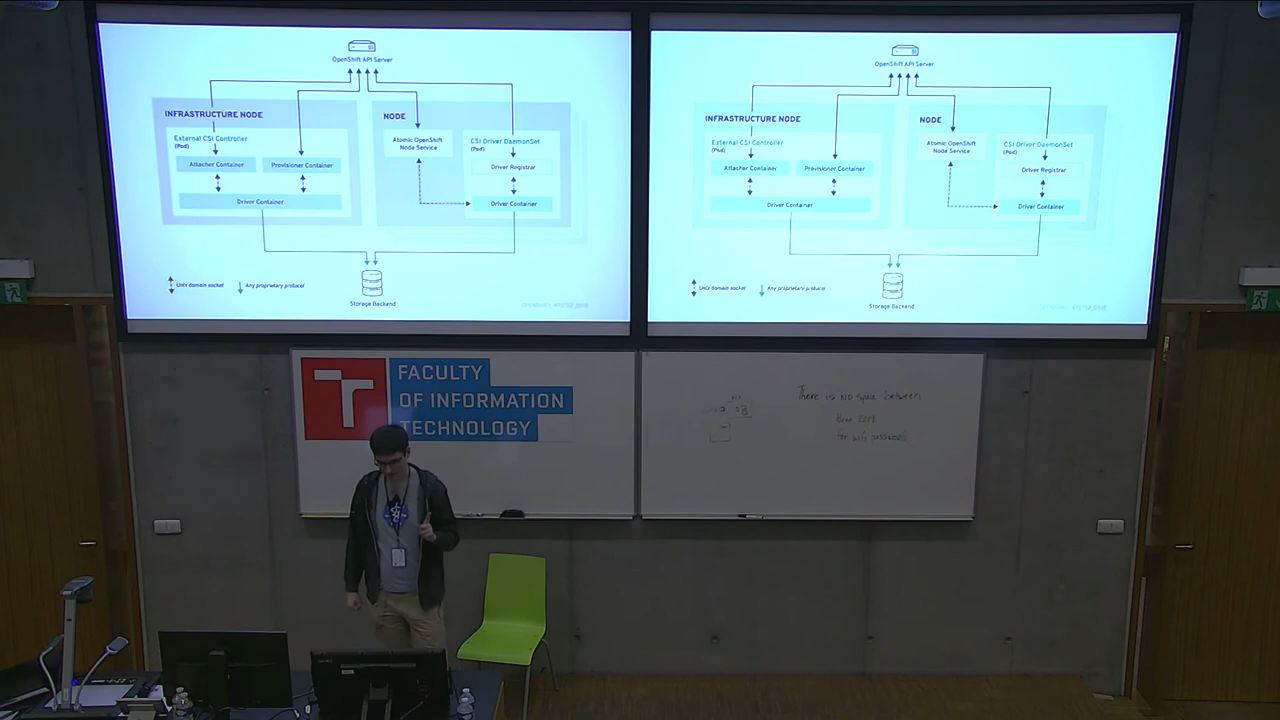 OpenShift API Server
INFRASTRUCTURE NODE
External CSI Controller
(Pod)
Attacher Container
Provisioner Container
Driver Container
NODE
Atomic OpenShift
Node Service
CSI Driver DaemonSet
(Pod)
Driver Registrar
Driver Container
Unix domain socket
Any proprietary protocol
Storage Backend
OpenShift API Server
INFRASTRUCTURE NODE
External CSI Controller
(Pod)
Attacher Container
Provisioner Container
Driver Container
NODE
Atomic OpenShift
Node Service
CSI Driver DaemonSet
(Pod)
Driver Registrar
Driver Container
Unix domain socket
Any proprietary protocol
Storage Backend
FACULTY
OF INFORMATION
TECHNOLOGY
There is NO space between